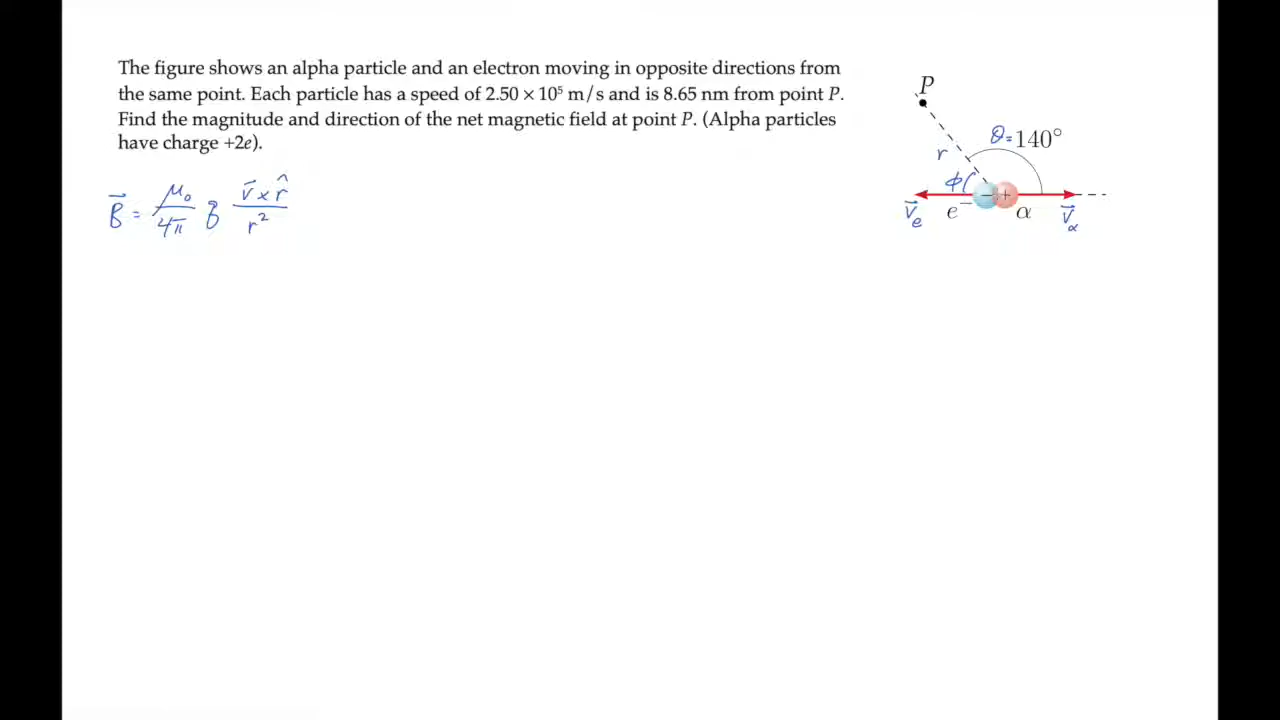 The figure shows an alpha particle and an electron moving in opposite directions from
the same point. Each particle has a speed of 2.50 × 10⁵ m/s and is 8.65 nm from point P.
Find the magnitude and direction of the net magnetic field at point P. (Alpha particles
have charge +2e).
B⃗ = μ₀/4π q v⃗ × r̂/r²
P
θ = 140°
r
ϕ
− +
v⃗ₑ e⁻ α v⃗α